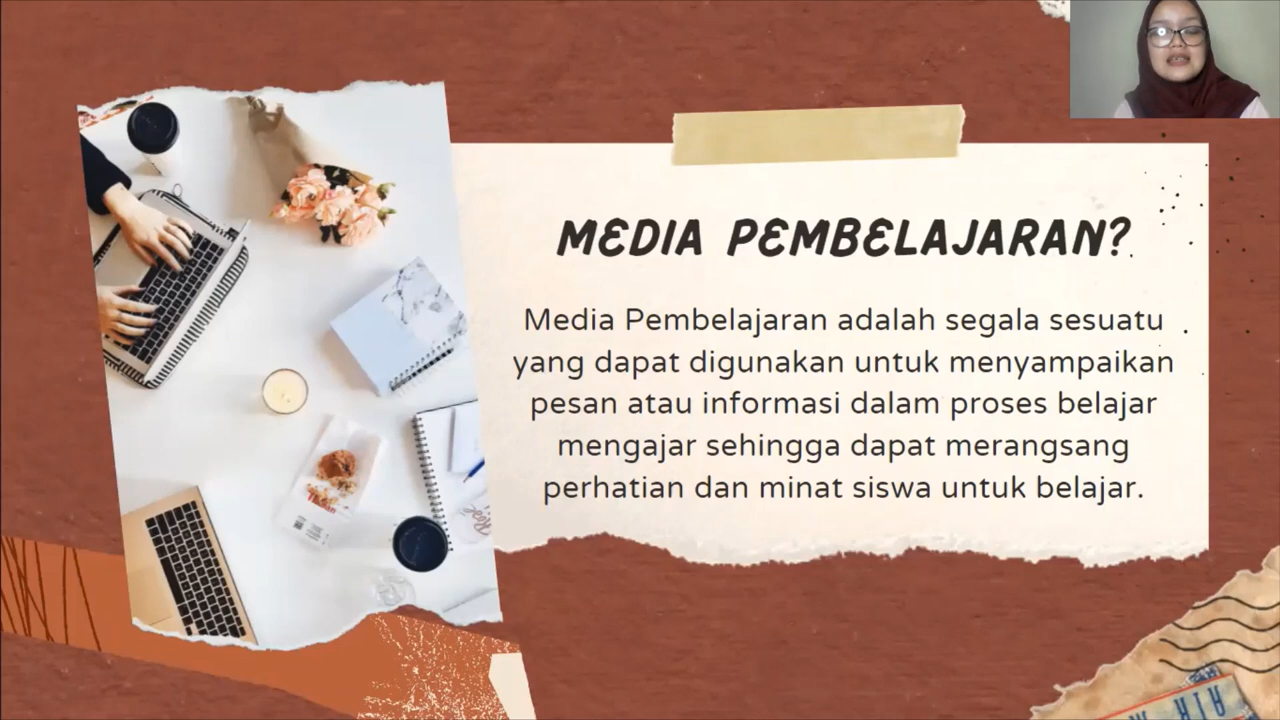 MEDIA PEMBELAJARAN?
Media Pembelajaran adalah segala sesuatu
yang dapat digunakan untuk menyampaikan
pesan atau informasi dalam proses belajar
mengajar sehingga dapat merangsang
perhatian dan minat siswa untuk belajar.
AIR